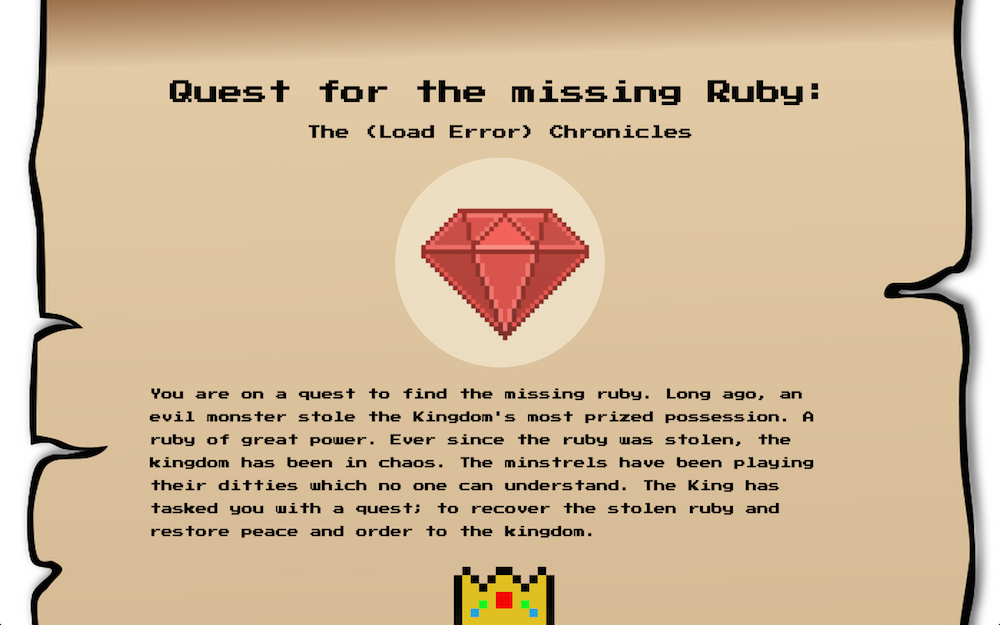 Quest for the missing Ruby:
The (Load Error) Chronicles
You are on a quest to find the missing ruby. Long ago, an
evil monster stole the Kingdom's most prized possession. A
ruby of great power. Ever since the ruby was stolen, the
kingdom has been in chaos. The minstrels have been playing
their ditties which no one can understand. The King has
tasked you with a quest; to recover the stolen ruby and
restore peace and order to the kingdom.